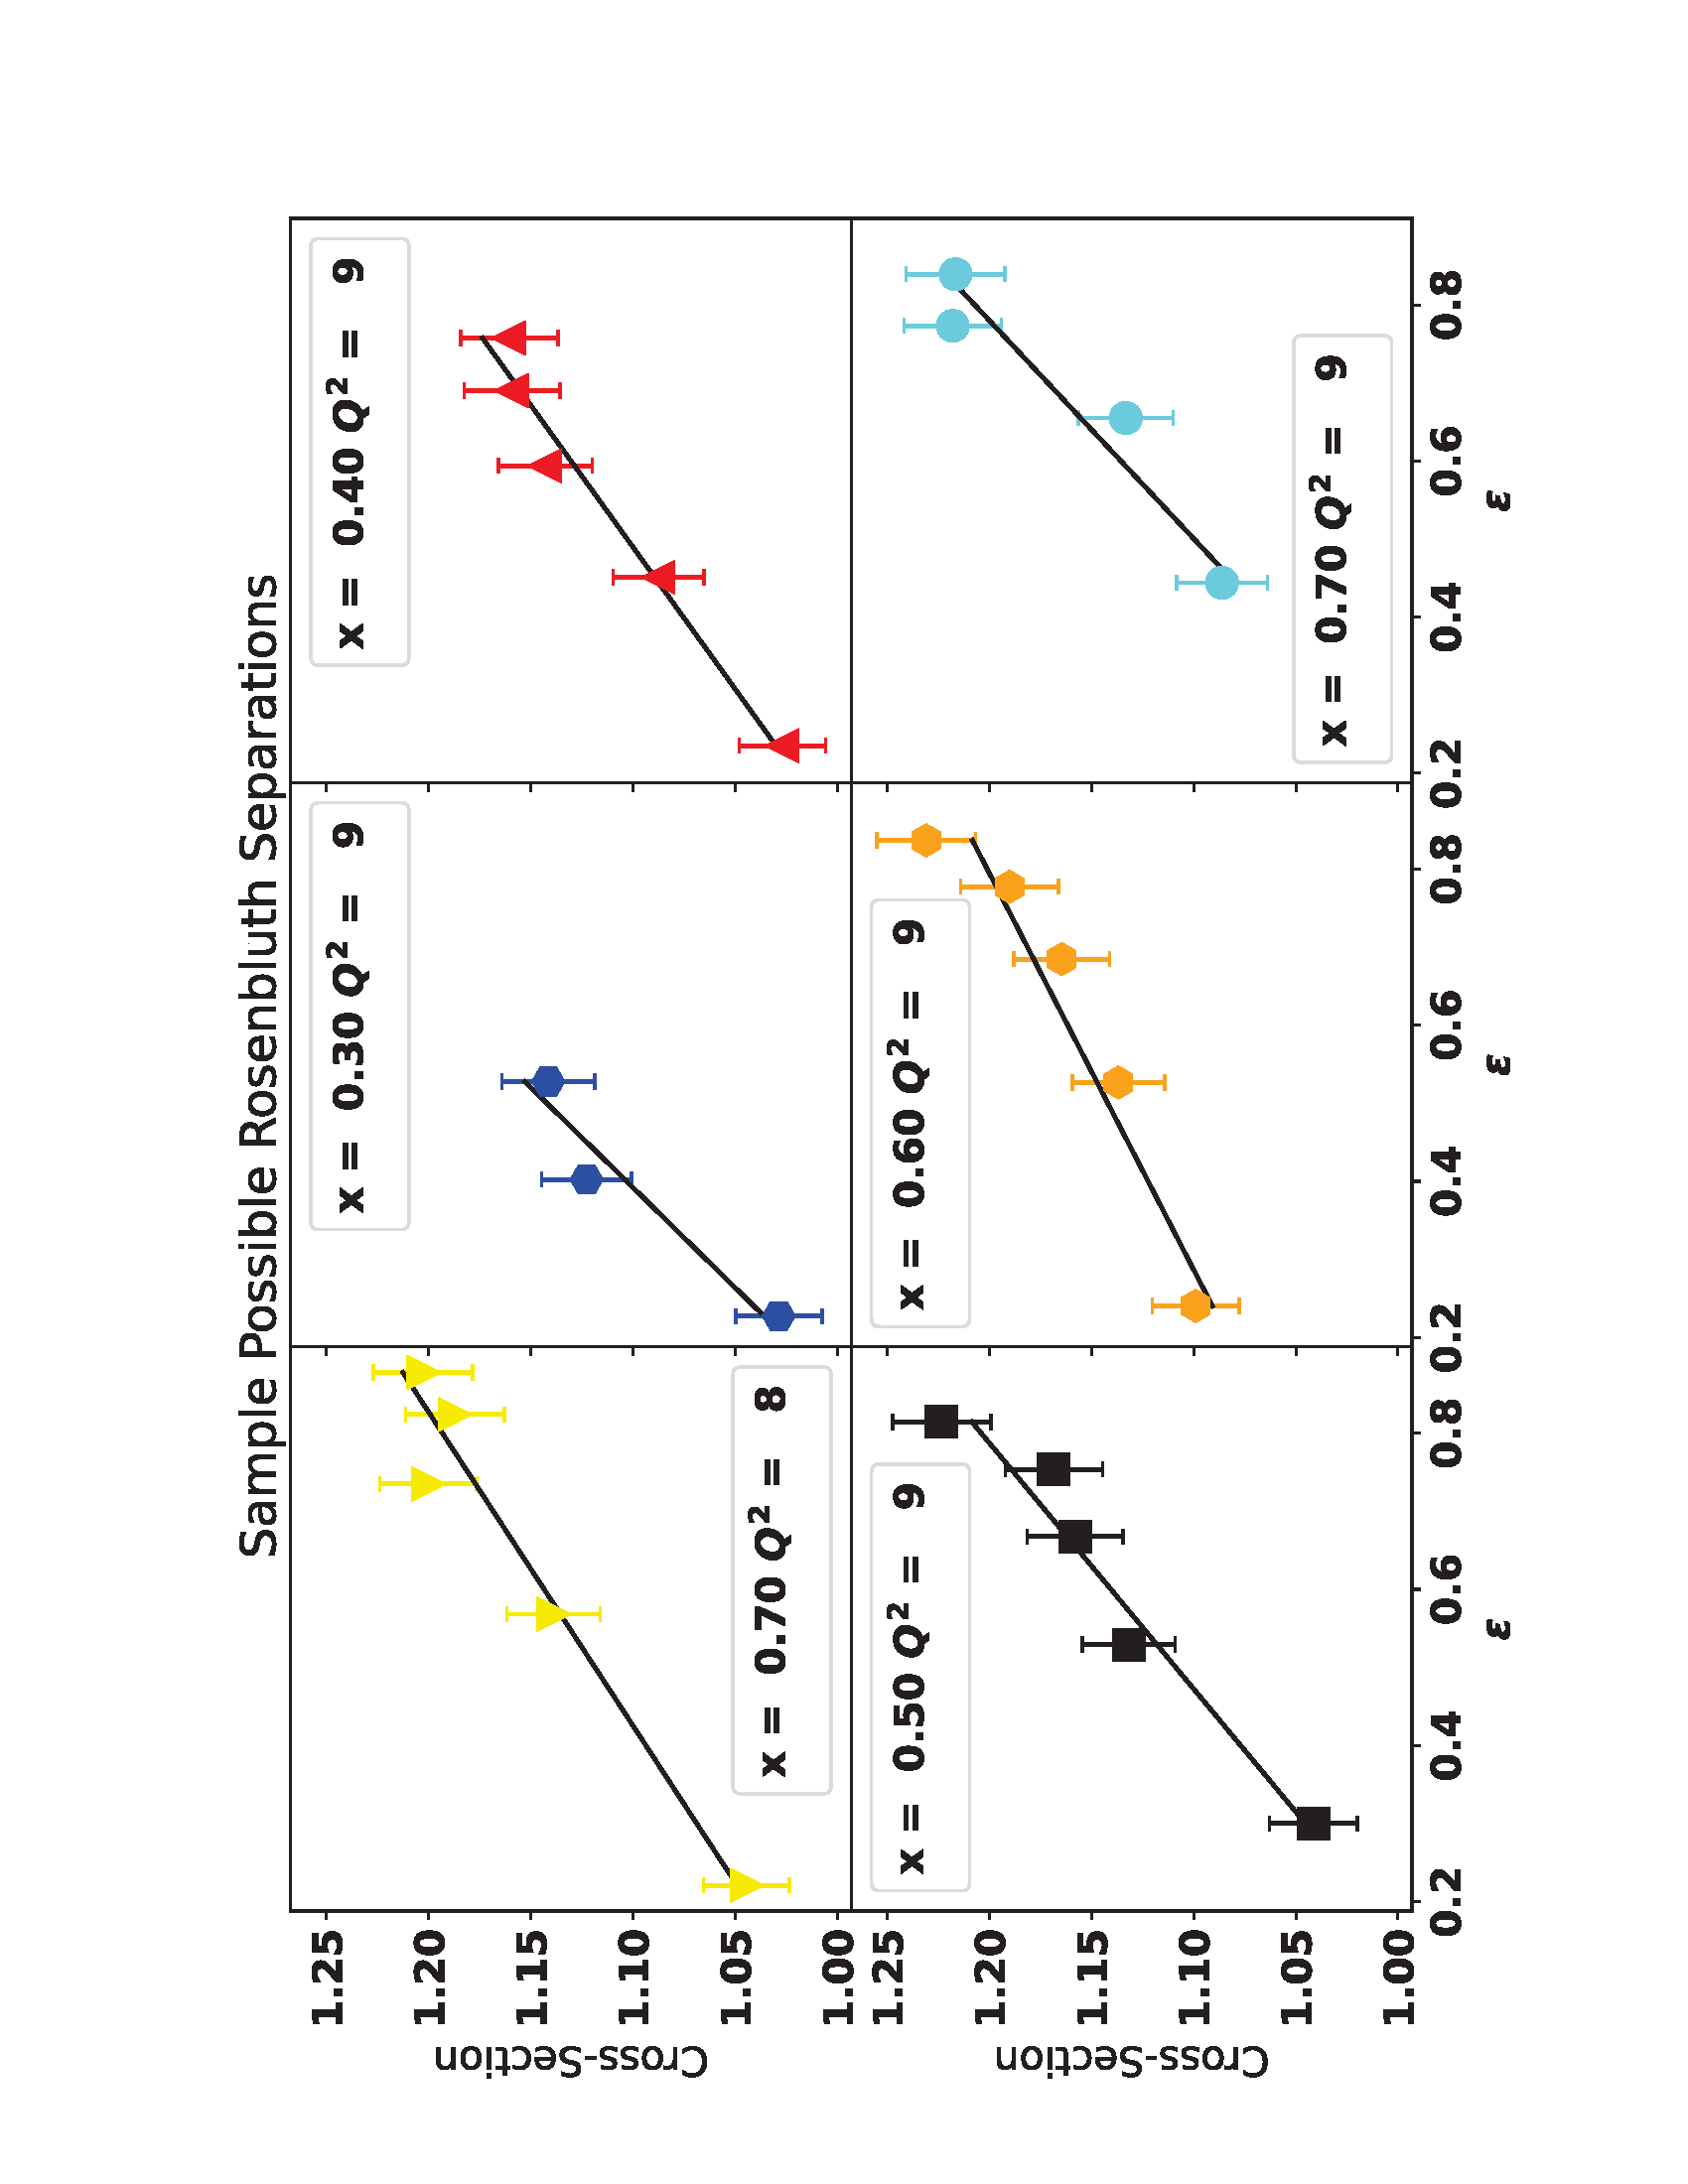 Sample Possible Rosenbluth Separations
Cross-Section
1.25
1.20
1.15
1.10
1.05
1.00
x = 0.70 Q² = 8
x = 0.30 Q² = 9
x = 0.40 Q² = 9
Cross-Section
1.25
1.20
1.15
1.10
1.05
1.00
x = 0.50 Q² = 9
x = 0.60 Q² = 9
x = 0.70 Q² = 9
0.2 0.4 0.6 0.8
0.2 0.4 0.6 0.8
0.2 0.4 0.6 0.8
ε
ε
ε